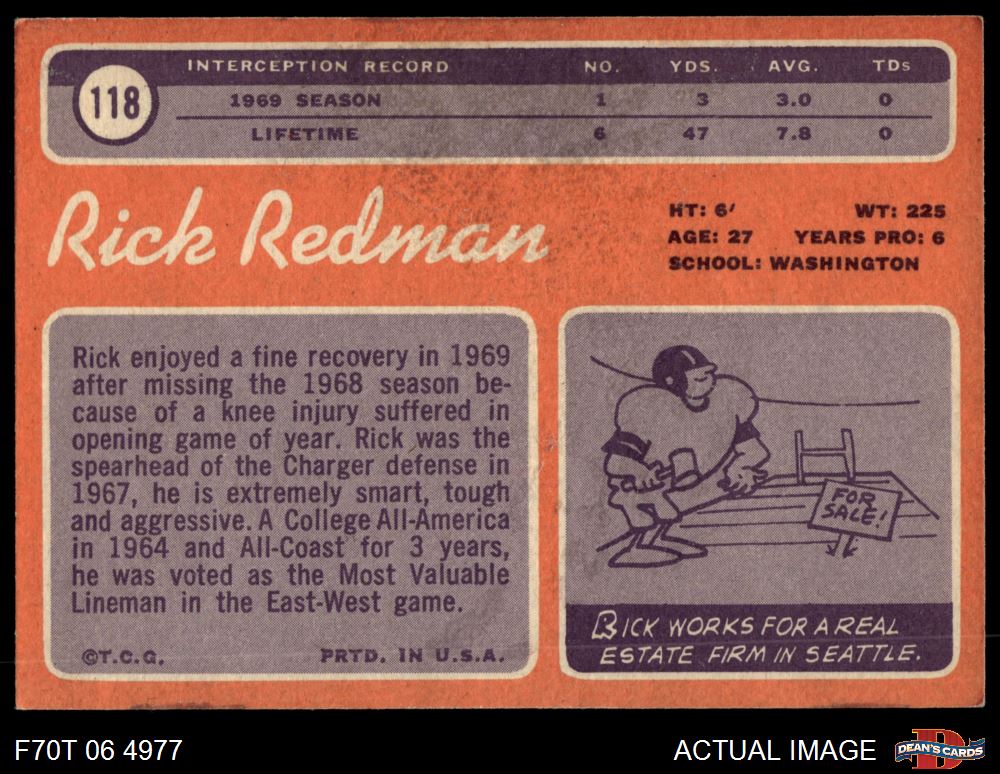 118
INTERCEPTION RECORD NO. YDS. AVG. TDs
1969 SEASON 1 3 3.0 0
LIFETIME 6 47 7.8 0
Rick Redman
HT: 6' WT: 225
AGE: 27 YEARS PRO: 6
SCHOOL: WASHINGTON
Rick enjoyed a fine recovery in 1969
after missing the 1968 season be-
cause of a knee injury suffered in
opening game of year. Rick was the
spearhead of the Charger defense in
1967, he is extremely smart, tough
and aggressive. A College All-America
in 1964 and All-Coast for 3 years,
he was voted as the Most Valuable
Lineman in the East-West game.
©T.C.G. PRTD. IN U.S.A.
FOR
SALE!
RICK WORKS FOR A REAL
ESTATE FIRM IN SEATTLE.
F70T 06 4977
ACTUAL IMAGE
D
DEAN'S CARDS